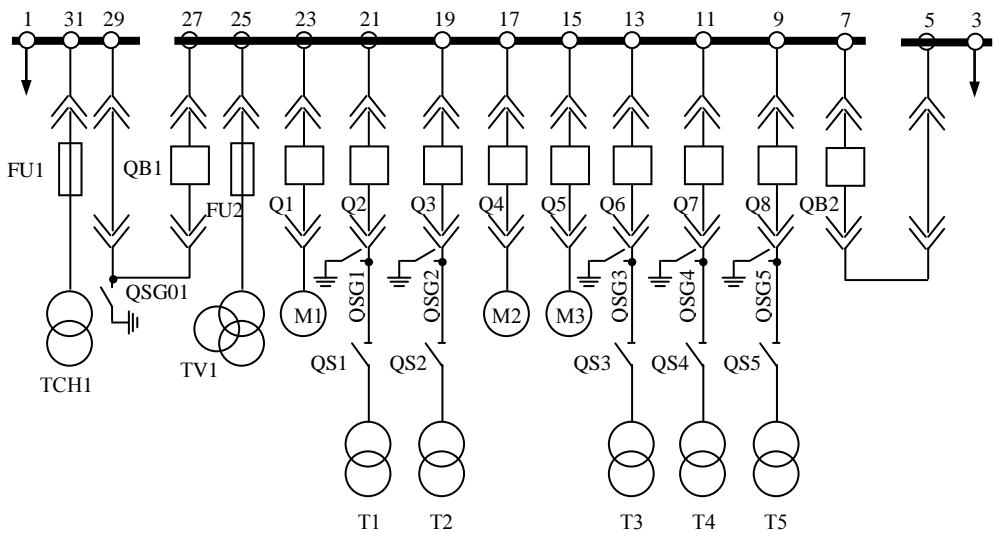 1 31 29 27 25 23 21 19 17 15 13 11 9 7 5 3
FU1 QB1 FU2 Q1 Q2 Q3 Q4 Q5 Q6 Q7 Q8 QB2
QSG01 QSG1 QSG2 QSG3 QSG4 QSG5
M1 M2 M3
TCH1 TV1 QS1 QS2 QS3 QS4 QS5
T1 T2 T3 T4 T5